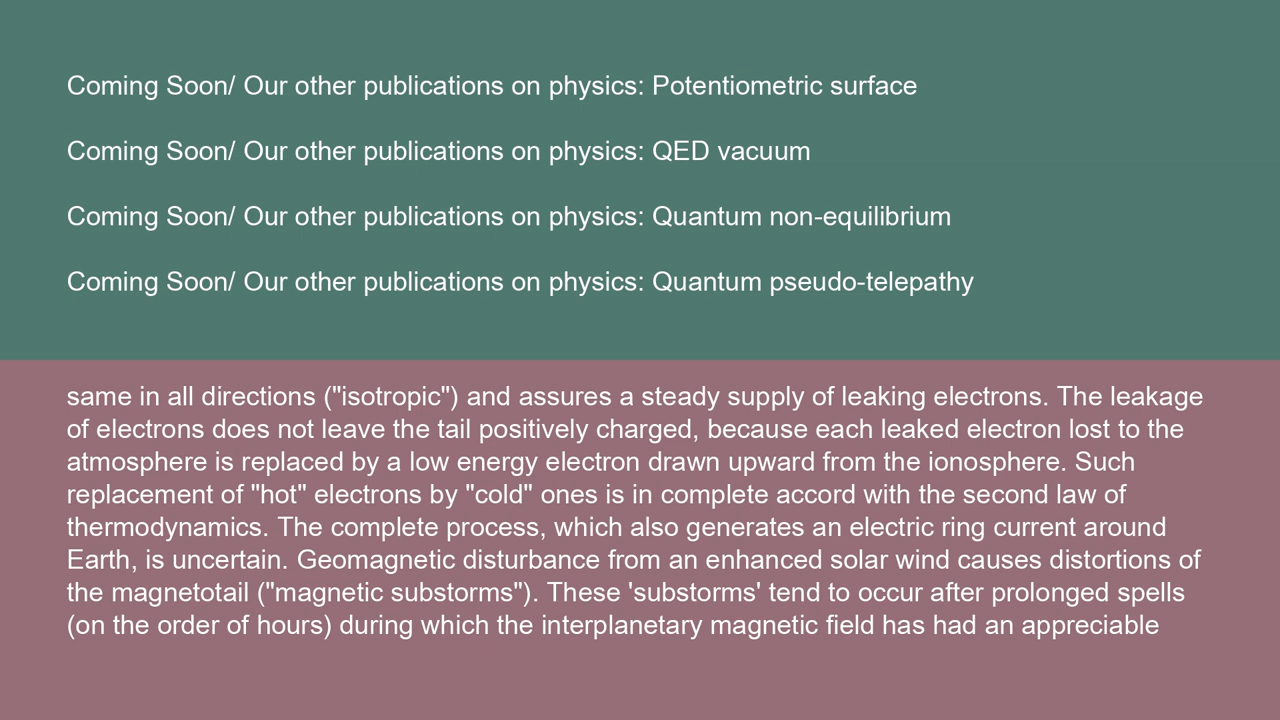 Coming Soon/ Our other publications on physics: Potentiometric surface
Coming Soon/ Our other publications on physics: QED vacuum
Coming Soon/ Our other publications on physics: Quantum non-equilibrium
Coming Soon/ Our other publications on physics: Quantum pseudo-telepathy
same in all directions ("isotropic") and assures a steady supply of leaking electrons. The leakage
of electrons does not leave the tail positively charged, because each leaked electron lost to the
atmosphere is replaced by a low energy electron drawn upward from the ionosphere. Such
replacement of "hot" electrons by "cold" ones is in complete accord with the second law of
thermodynamics. The complete process, which also generates an electric ring current around
Earth, is uncertain. Geomagnetic disturbance from an enhanced solar wind causes distortions of
the magnetotail ("magnetic substorms"). These 'substorms' tend to occur after prolonged spells
(on the order of hours) during which the interplanetary magnetic field has had an appreciable